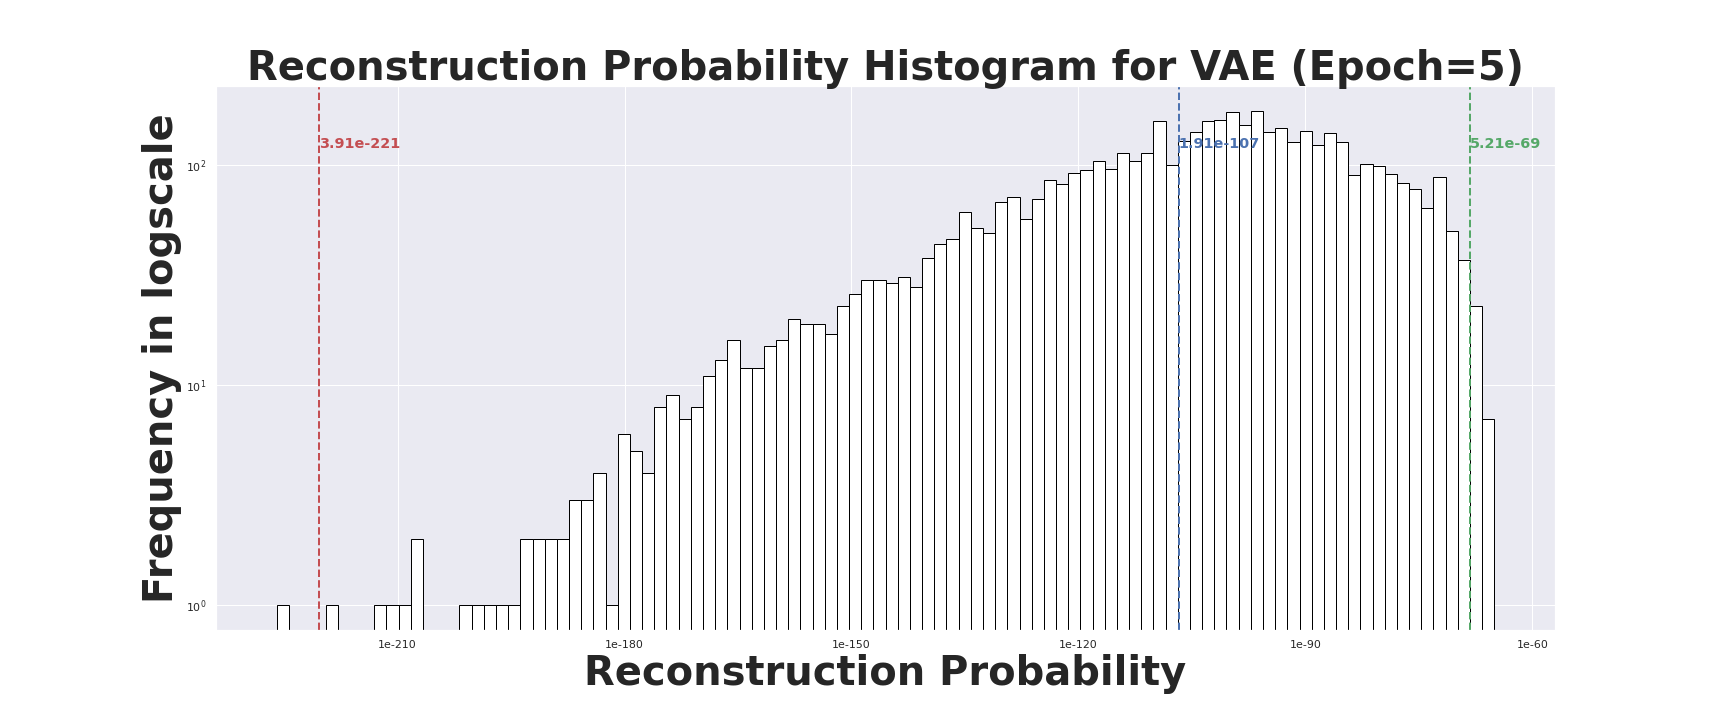 Reconstruction Probability Histogram for VAE (Epoch=5)
Frequency in logscale
3.91e-221
1.91e-107
5.21e-69
10²
10¹
10⁰
1e-210
1e-180
1e-150
1e-120
1e-90
1e-60
Reconstruction Probability